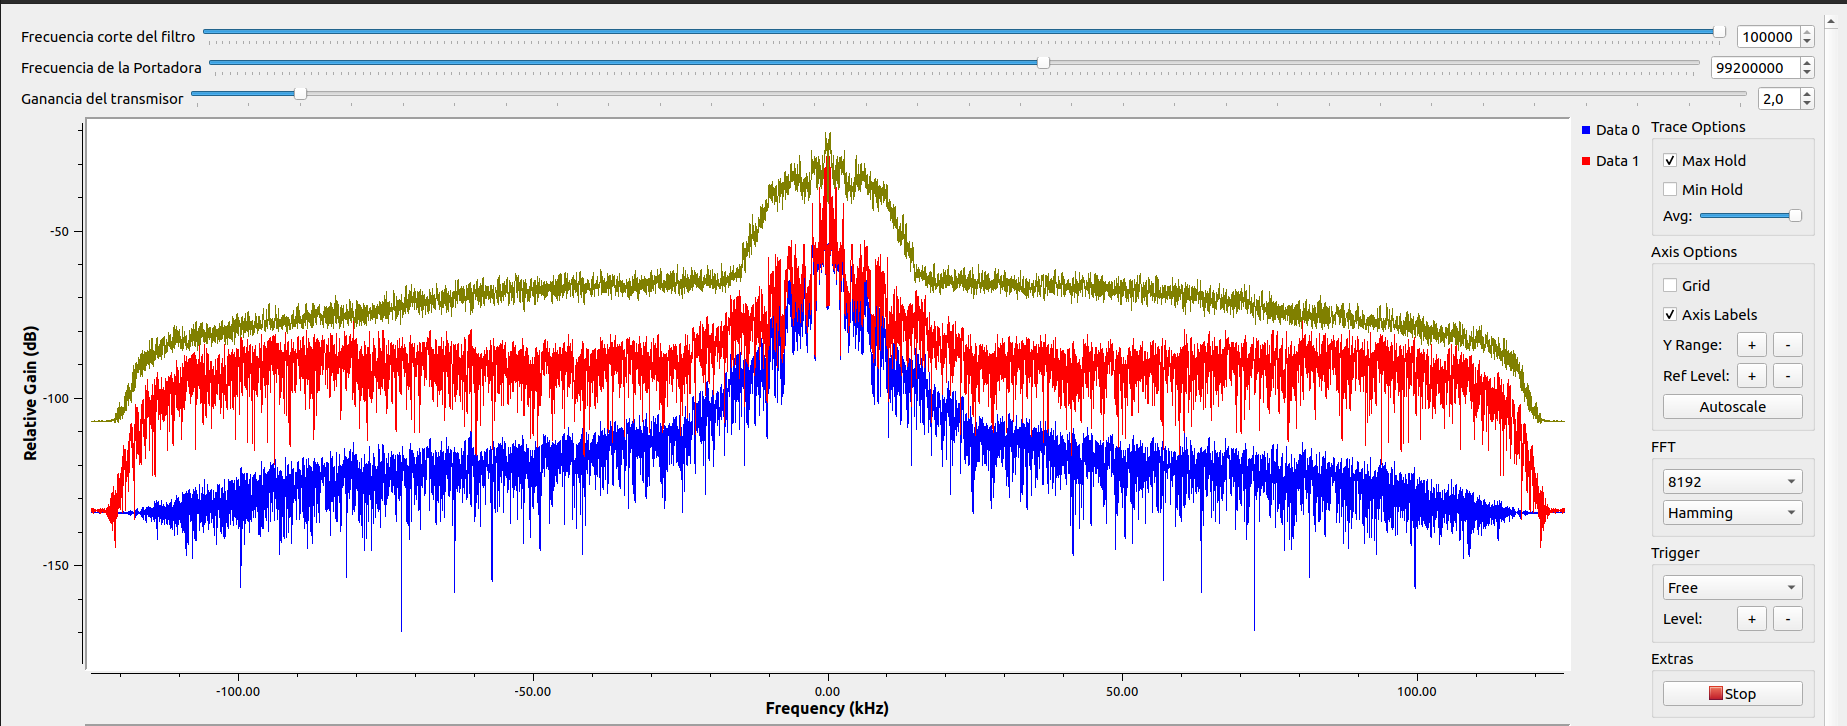 Frecuencia corte del filtro 100000
Frecuencia de la Portadora 99200000
Ganancia del transmisor 2,0
Data 0
Data 1
Relative Gain (dB)
-50
-100
-150
-100.00 -50.00 0.00 50.00 100.00
Frequency (kHz)
Trace Options
Max Hold
Min Hold
Avg:
Axis Options
Grid
Axis Labels
Y Range: + -
Ref Level: + -
Autoscale
FFT
8192
Hamming
Trigger
Free
Level: + -
Extras
Stop